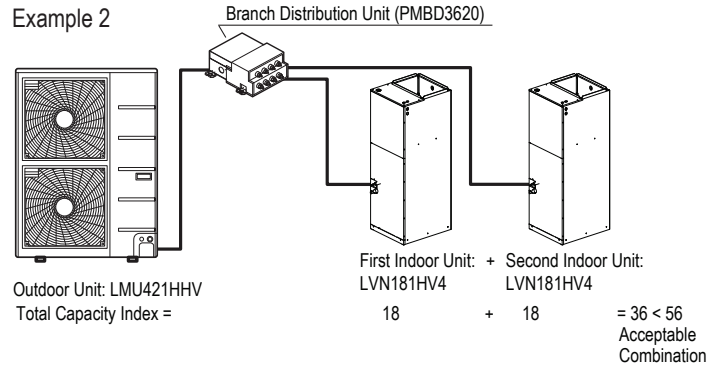 Example 2
Branch Distribution Unit (PMBD3620)
First Indoor Unit: + Second Indoor Unit:
LVN181HV4 LVN181HV4
Outdoor Unit: LMU421HHV
Total Capacity Index = 18 + 18 = 36 < 56
Acceptable
Combination